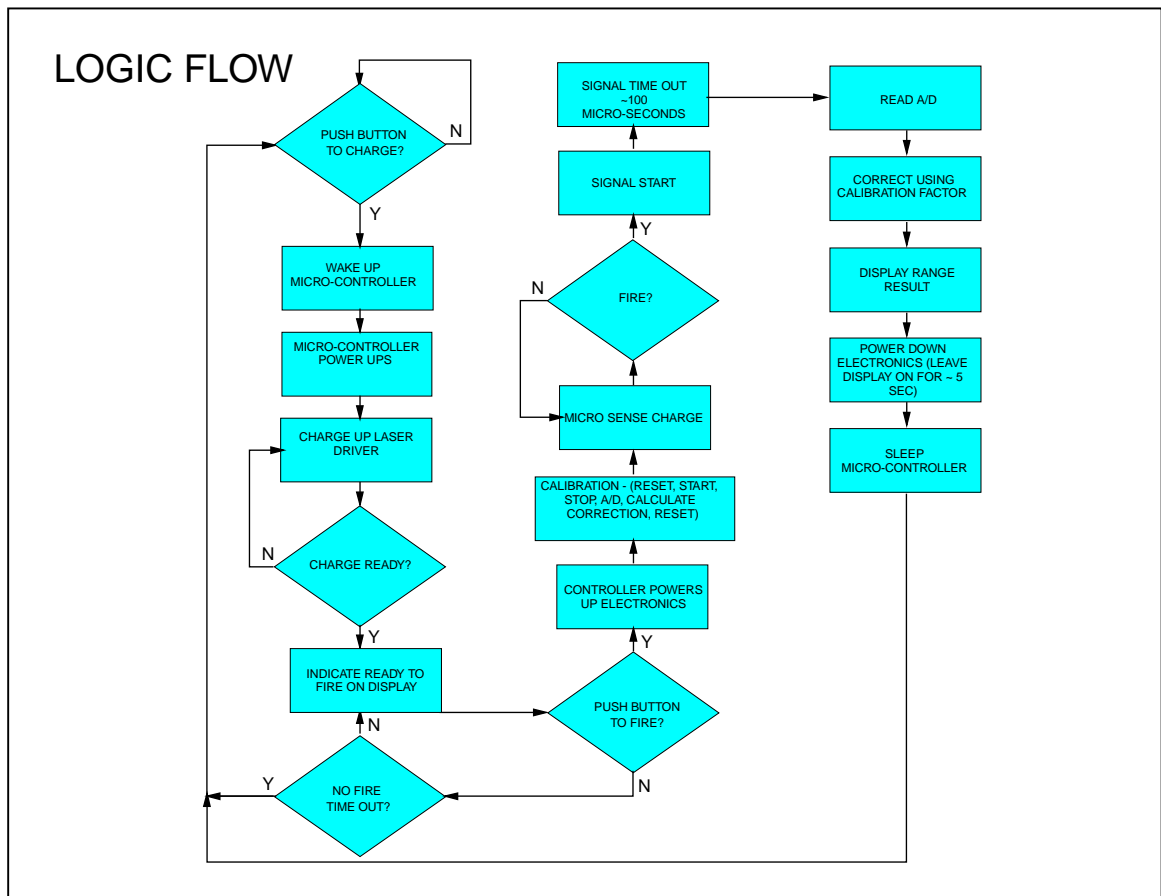 LOGIC FLOW
PUSH BUTTON
TO CHARGE?
N
Y
WAKE UP
MICRO-CONTROLLER
MICRO-CONTROLLER
POWER UPS
CHARGE UP LASER
DRIVER
N
CHARGE READY?
Y
INDICATE READY TO
FIRE ON DISPLAY
N
Y
NO FIRE
TIME OUT?
PUSH BUTTON
TO FIRE?
N
Y
CONTROLLER POWERS
UP ELECTRONICS
CALIBRATION - (RESET, START,
STOP, A/D, CALCULATE
CORRECTION, RESET)
MICRO SENSE CHARGE
N
FIRE?
Y
SIGNAL START
SIGNAL TIME OUT
~100
MICRO-SECONDS
READ A/D
CORRECT USING
CALIBRATION FACTOR
DISPLAY RANGE
RESULT
POWER DOWN
ELECTRONICS (LEAVE
DISPLAY ON FOR ~ 5
SEC)
SLEEP
MICRO-CONTROLLER